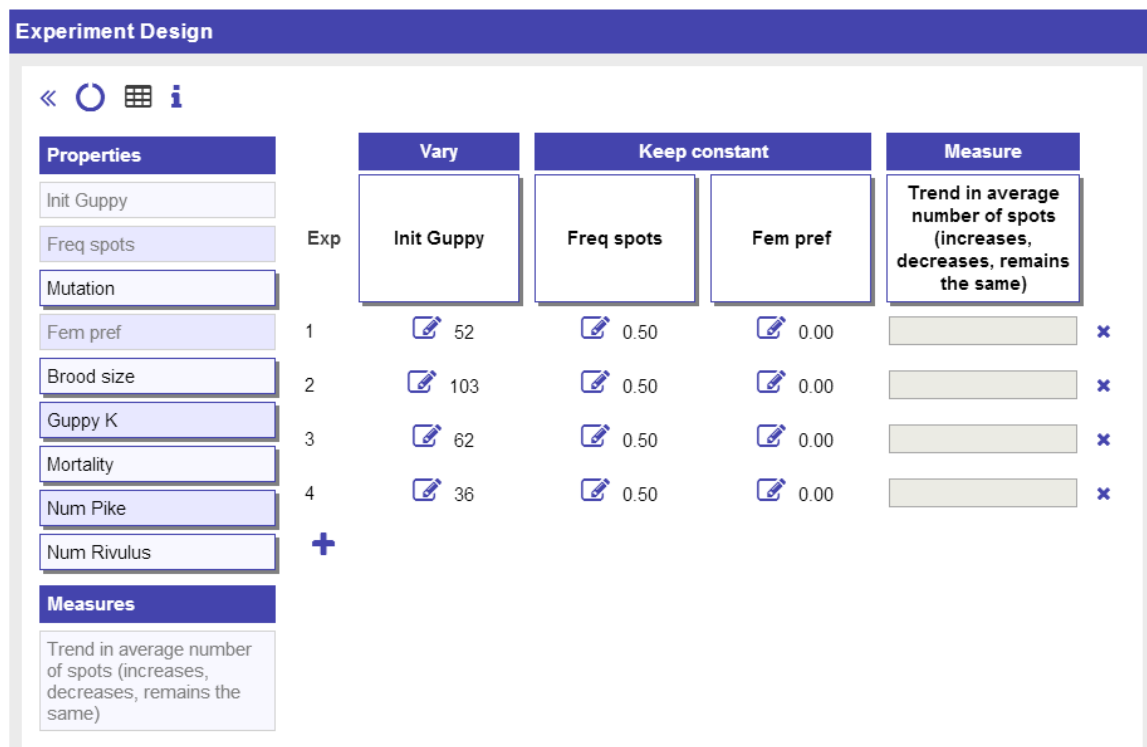 Experiment Design
Properties
Init Guppy
Freq spots
Mutation
Fem pref
Brood size
Guppy K
Mortality
Num Pike
Num Rivulus
Measures
Trend in average number
of spots (increases,
decreases, remains the
same)
Vary
Keep constant
Measure
Exp
Init Guppy
Freq spots
Fem pref
Trend in average
number of spots
(increases,
decreases, remains
the same)
1 52 0.50 0.00
2 103 0.50 0.00
3 62 0.50 0.00
4 36 0.50 0.00